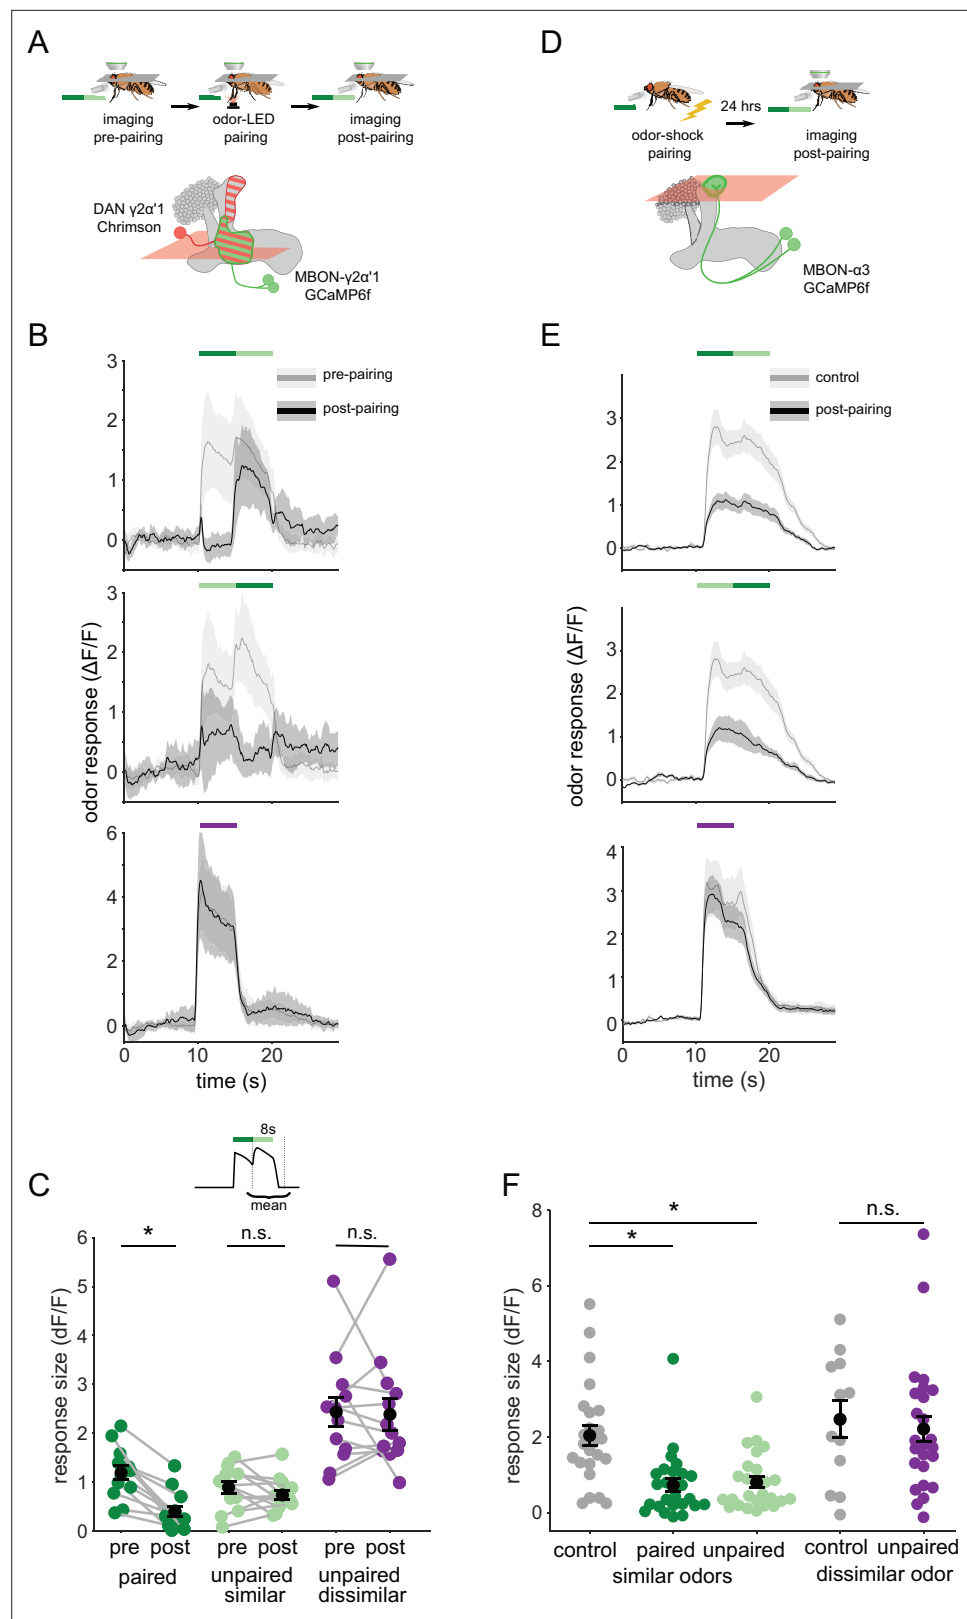 A
imaging
pre-pairing
odor-LED
pairing
imaging
post-pairing
DAN γ2α'1
Chrimson
MBON-γ2α'1
GCaMP6f
D
24 hrs
odor-shock
pairing
imaging
post-pairing
MBON-α3
GCaMP6f
B
3
2
1
0
0
10
20
pre-pairing
post-pairing
3
2
1
0
odor response (ΔF/F)
6
4
2
0
0
10
20
time (s)
E
3
2
1
0
control
post-pairing
3
2
1
0
odor response (ΔF/F)
4
3
2
1
0
0
10
20
time (s)
C
8s
mean
6
5
4
3
2
1
0
response size (dF/F)
*
n.s.
n.s.
pre post
paired
pre post
unpaired
similar
pre post
unpaired
dissimilar
F
8
6
4
2
0
response size (dF/F)
*
*
n.s.
control
paired
unpaired
similar odors
control
unpaired
dissimilar odor